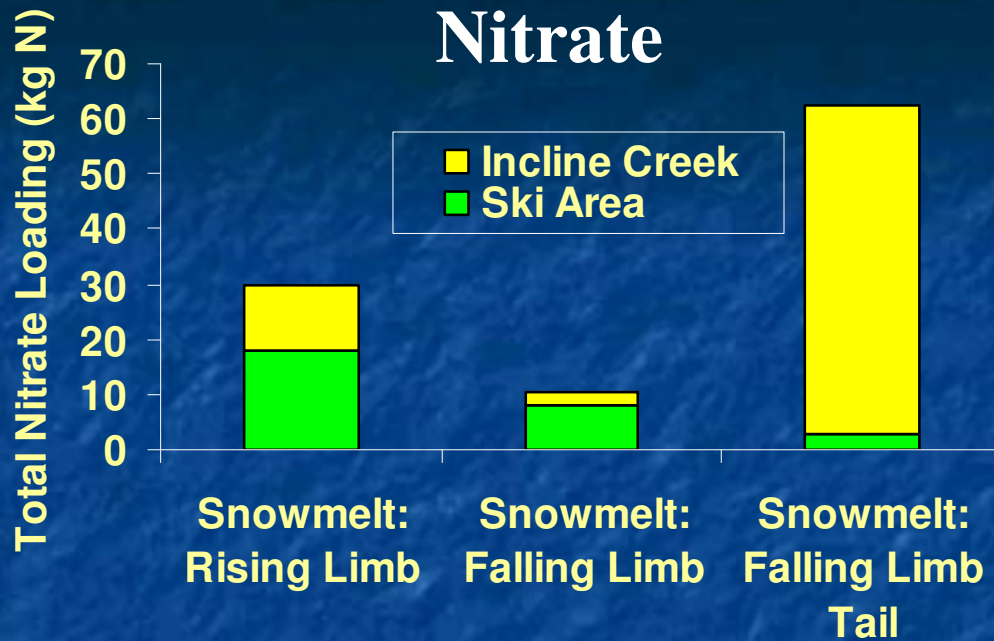 Nitrate
Total Nitrate Loading (kg N)
70
60
50
40
30
20
10
0
Incline Creek
Ski Area
Snowmelt:
Rising Limb
Snowmelt:
Falling Limb
Snowmelt:
Falling Limb
Tail